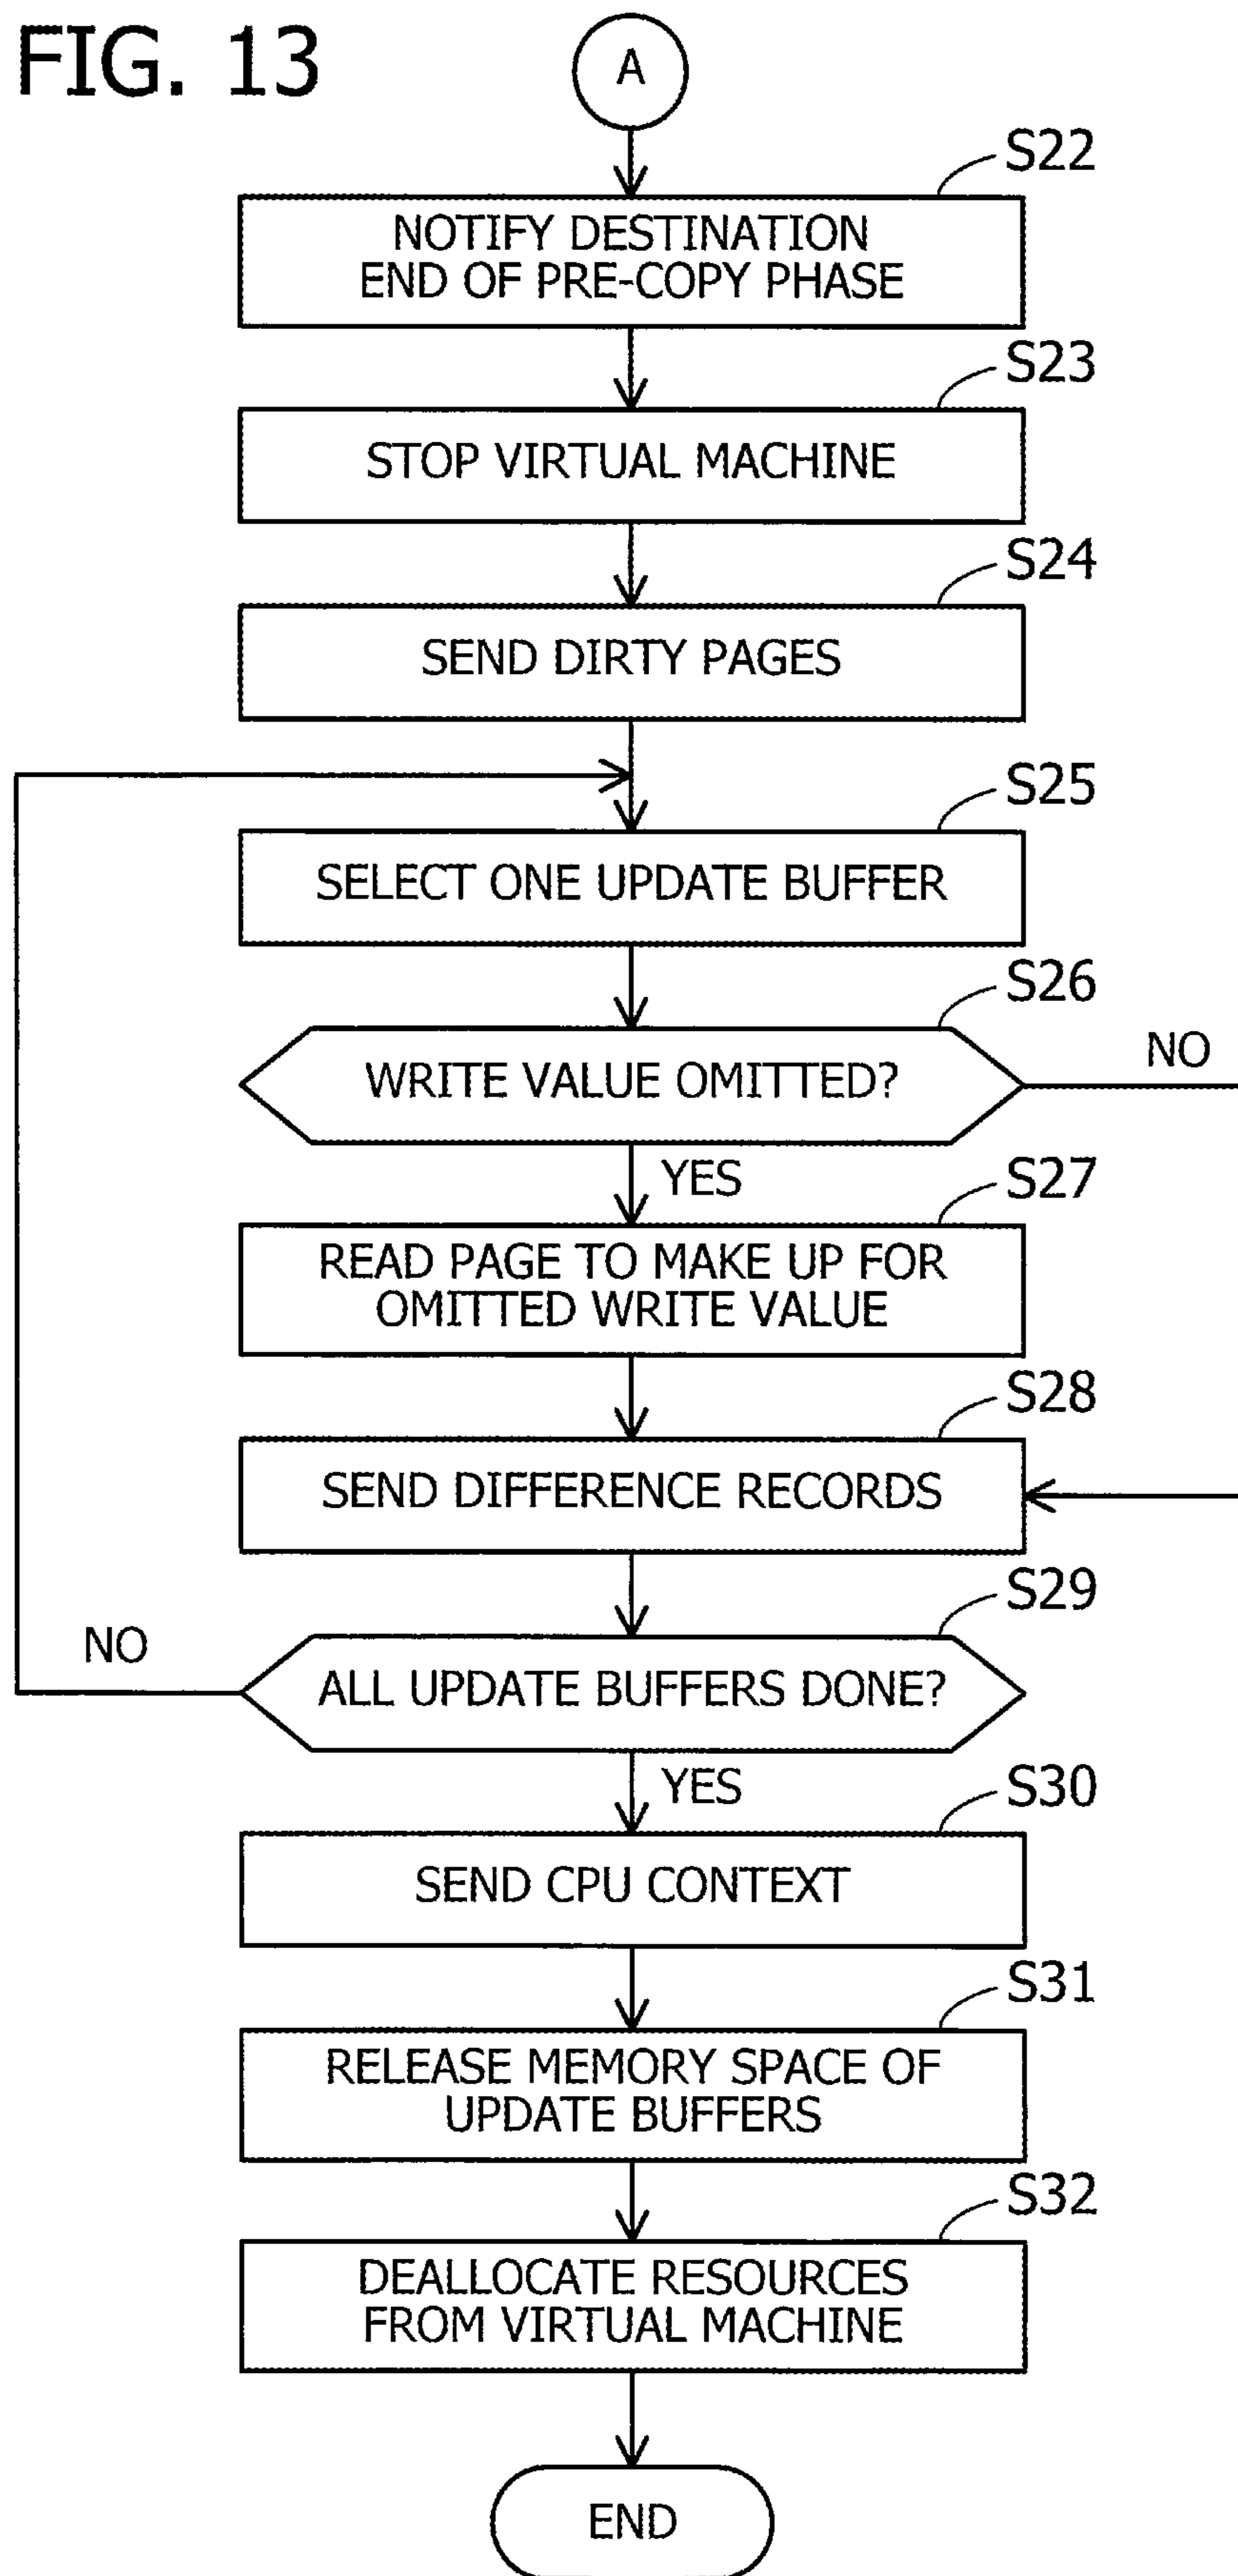 FIG. 13
A
S22
NOTIFY DESTINATION
END OF PRE-COPY PHASE
S23
STOP VIRTUAL MACHINE
S24
SEND DIRTY PAGES
S25
SELECT ONE UPDATE BUFFER
S26
WRITE VALUE OMITTED?
NO
YES
S27
READ PAGE TO MAKE UP FOR
OMITTED WRITE VALUE
S28
SEND DIFFERENCE RECORDS
S29
NO
ALL UPDATE BUFFERS DONE?
YES
S30
SEND CPU CONTEXT
S31
RELEASE MEMORY SPACE OF
UPDATE BUFFERS
S32
DEALLOCATE RESOURCES
FROM VIRTUAL MACHINE
END